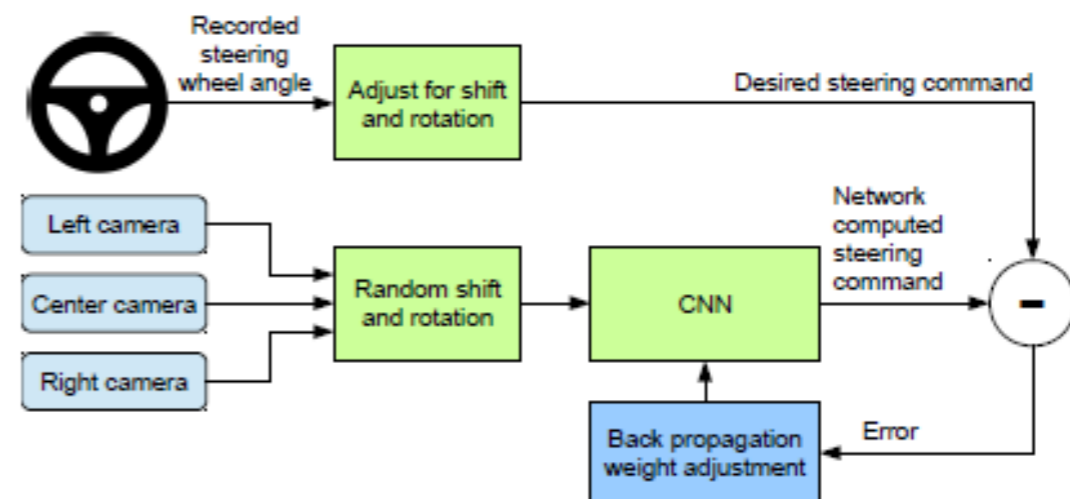 Recorded
steering
wheel angle
Adjust for shift
and rotation
Desired steering command
Left camera
Center camera
Right camera
Random shift
and rotation
CNN
Network
computed
steering
command
-
Back propagation
weight adjustment
Error